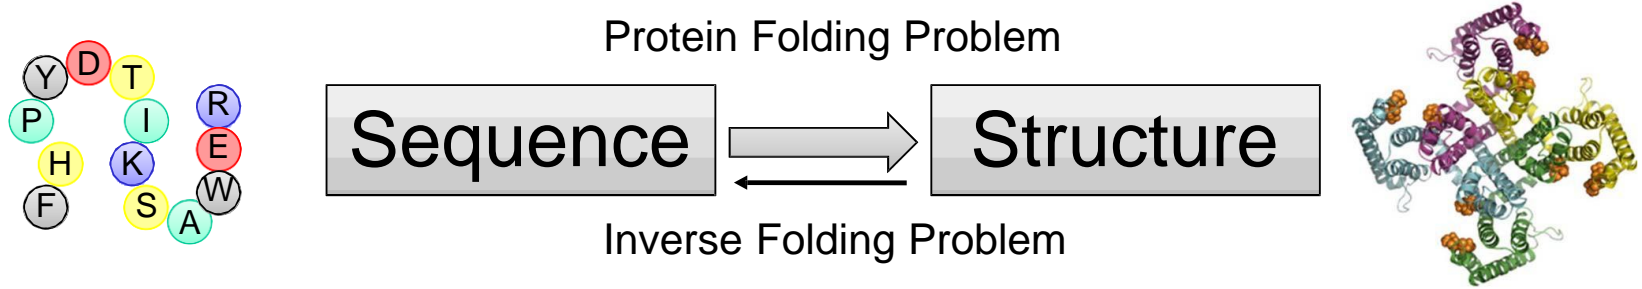 Protein Folding Problem
Y D T
P I R
H K E
F S A W
Sequence
Structure
Inverse Folding Problem